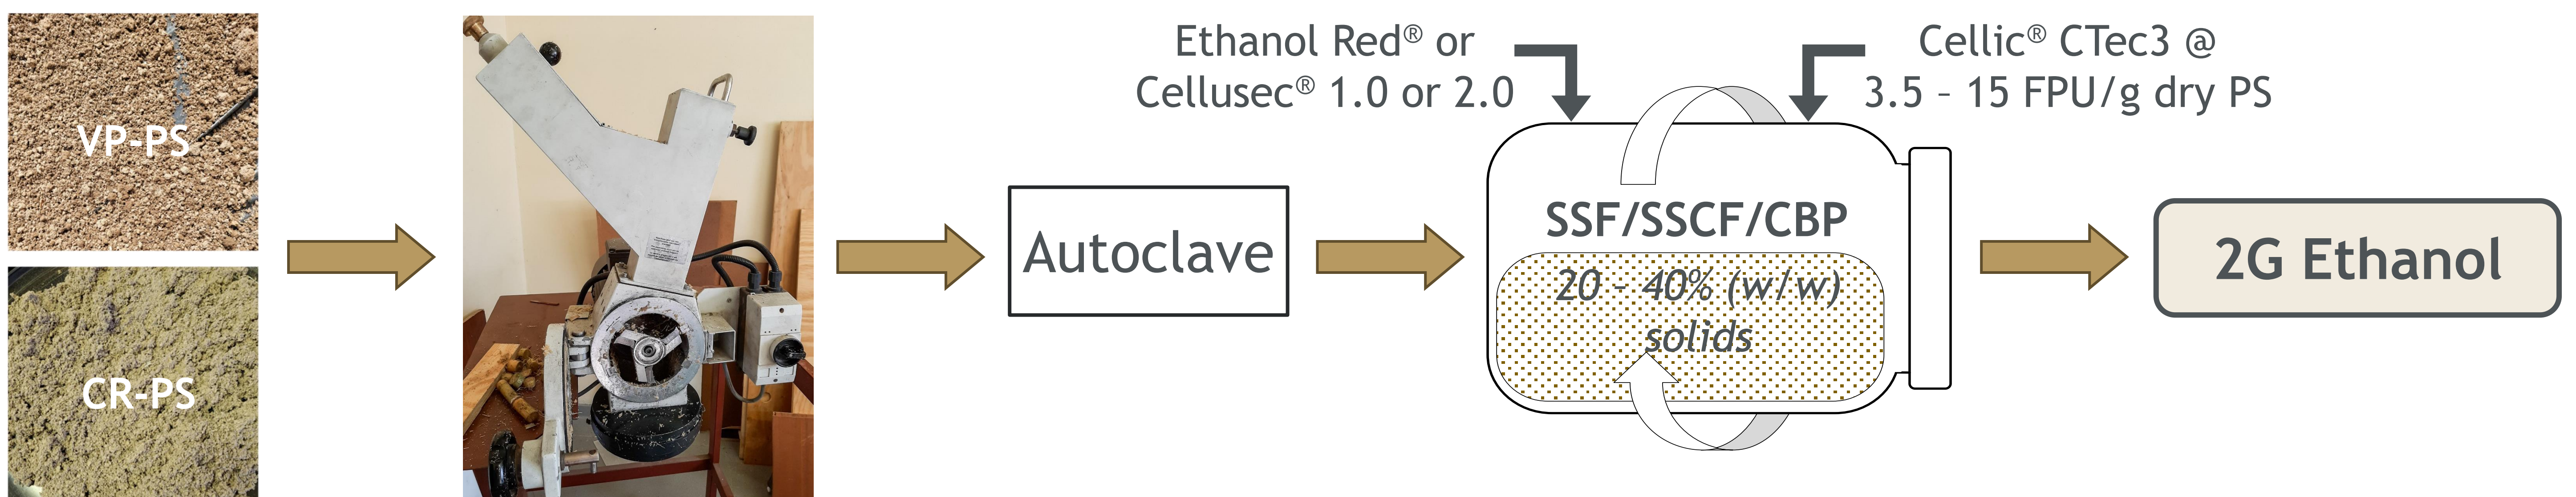 VP-PS
CR-PS
Autoclave
Ethanol Red® or
Cellusec® 1.0 or 2.0
Cellic® CTec3 @
3.5 – 15 FPU/g dry PS
SSF/SSCF/CBP
20 – 40% (w/w)
solids
2G Ethanol